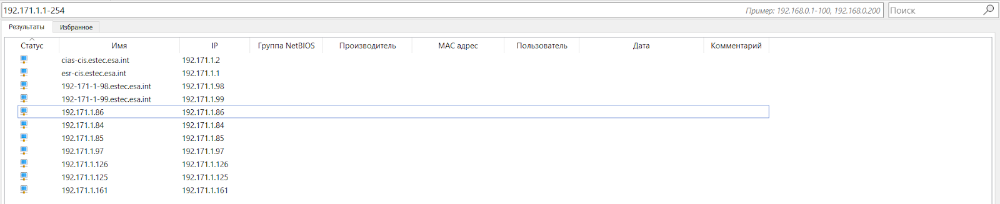 192.171.1.1-254 Пример: 192.168.0.1-100, 192.168.0.200 Поиск
Результаты Избранное
Статус Имя IP Группа NetBIOS Производитель MAC адрес Пользователь Дата Комментарий
cias-cis.estec.esa.int 192.171.1.2
esr-cis.estec.esa.int 192.171.1.1
192-171-1-98.estec.esa.int 192.171.1.98
192-171-1-99.estec.esa.int 192.171.1.99
192.171.1.86 192.171.1.86
192.171.1.84 192.171.1.84
192.171.1.85 192.171.1.85
192.171.1.97 192.171.1.97
192.171.1.126 192.171.1.126
192.171.1.125 192.171.1.125
192.171.1.161 192.171.1.161